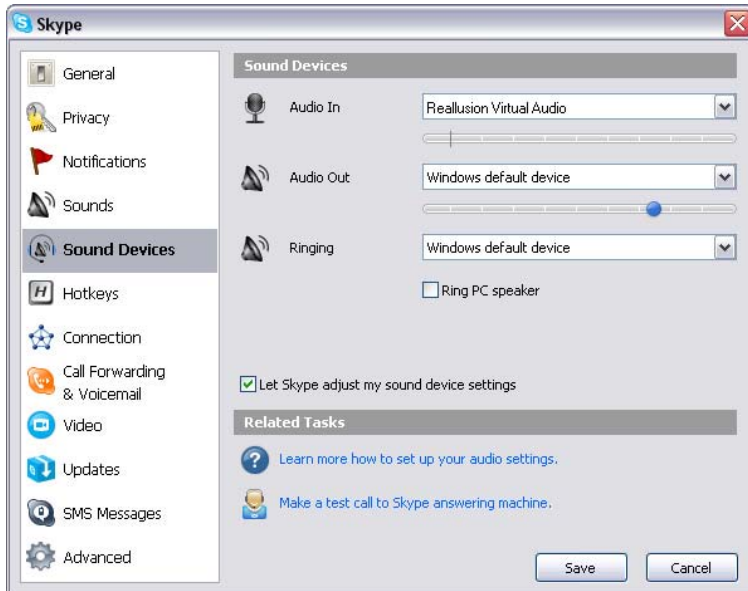 Skype
General
Privacy
Notifications
Sounds
Sound Devices
Hotkeys
Connection
Call Forwarding
& Voicemail
Video
Updates
SMS Messages
Advanced
Sound Devices
Audio In
Reallusion Virtual Audio
Audio Out
Windows default device
Ringing
Windows default device
Ring PC speaker
Let Skype adjust my sound device settings
Related Tasks
Learn more how to set up your audio settings.
Make a test call to Skype answering machine.
Save
Cancel